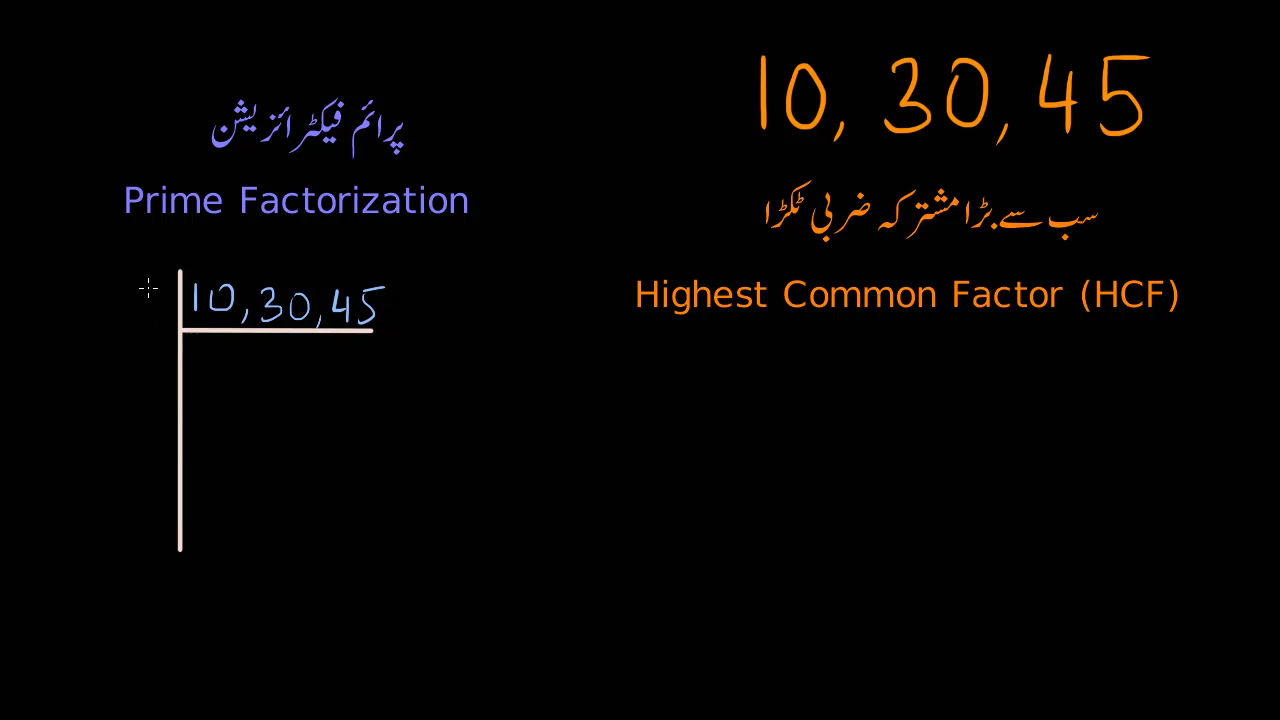 پرائم فیکٹرائزیشن
Prime Factorization
10, 30, 45
10, 30, 45
سب سے بڑا مشترکہ ضربی ٹکڑا
Highest Common Factor (HCF)